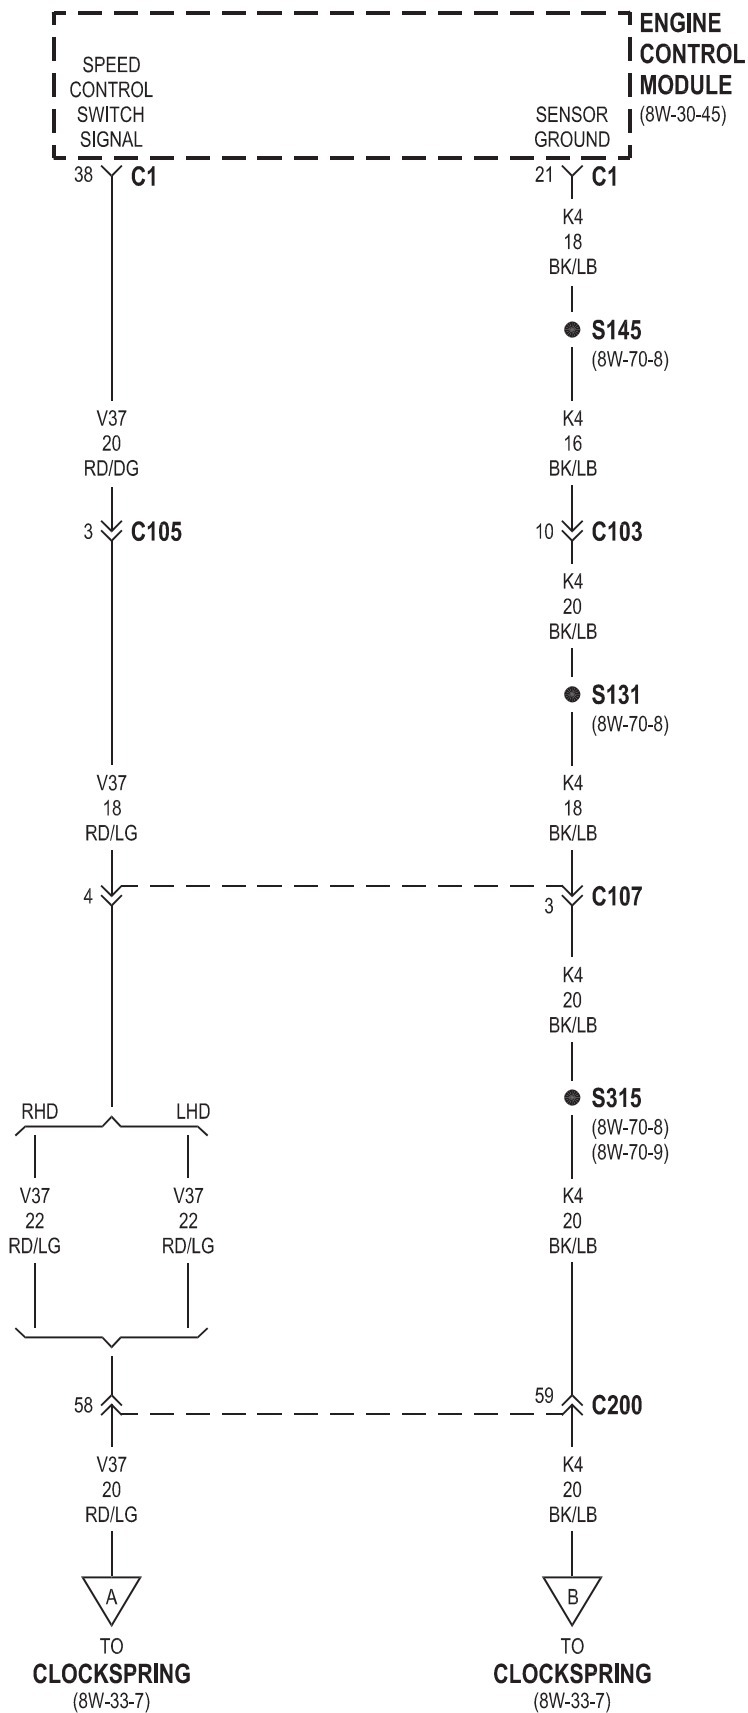 ENGINE
CONTROL
MODULE
(8W-30-45)
SPEED
CONTROL
SWITCH
SIGNAL
SENSOR
GROUND
38 C1
21 C1
K4
18
BK/LB
S145
(8W-70-8)
V37
20
RD/DG
K4
16
BK/LB
3 C105
10 C103
K4
20
BK/LB
S131
(8W-70-8)
V37
18
RD/LG
K4
18
BK/LB
4
3 C107
K4
20
BK/LB
S315
(8W-70-8)
(8W-70-9)
RHD LHD
V37
22
RD/LG
V37
22
RD/LG
K4
20
BK/LB
58
59 C200
V37
20
RD/LG
K4
20
BK/LB
A
TO
CLOCKSPRING
(8W-33-7)
B
TO
CLOCKSPRING
(8W-33-7)